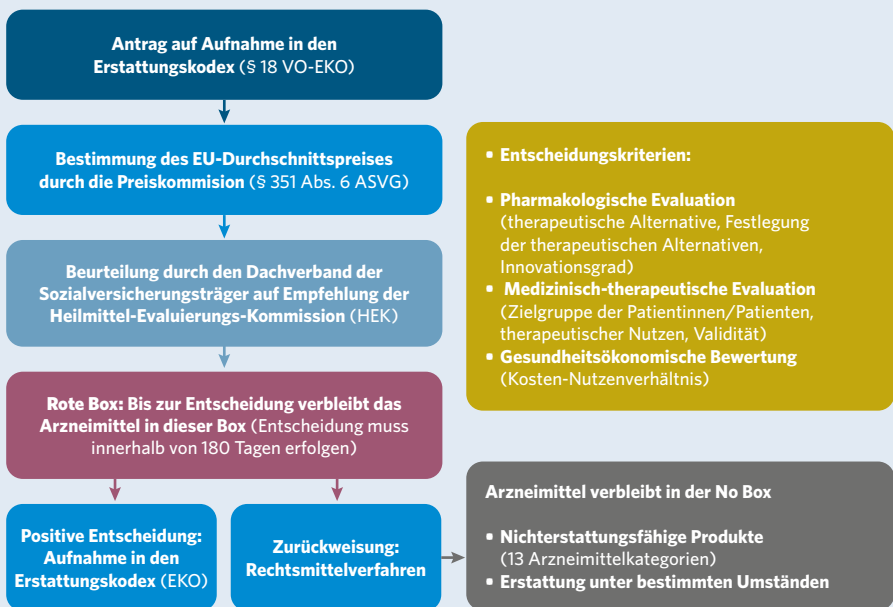 Antrag auf Aufnahme in den
Erstattungskodex (§ 18 VO-EKO)
Bestimmung des EU-Durchschnittspreises
durch die Preiskommision (§ 351 Abs. 6 ASVG)
Beurteilung durch den Dachverband der
Sozialversicherungsträger auf Empfehlung der
Heilmittel-Evaluierungs-Kommission (HEK)
Rote Box: Bis zur Entscheidung verbleibt das
Arzneimittel in dieser Box (Entscheidung muss
innerhalb von 180 Tagen erfolgen)
Positive Entscheidung:
Aufnahme in den
Erstattungskodex (EKO)
Zurückweisung:
Rechtsmittelverfahren
• Entscheidungskriterien:
• Pharmakologische Evaluation
(therapeutische Alternative, Festlegung
der therapeutischen Alternativen,
Innovationsgrad)
• Medizinisch-therapeutische Evaluation
(Zielgruppe der Patientinnen/Patienten,
therapeutischer Nutzen, Validität)
• Gesundheitsökonomische Bewertung
(Kosten-Nutzenverhältnis)
Arzneimittel verbleibt in der No Box
• Nichterstattungsfähige Produkte
(13 Arzneimittelkategorien)
• Erstattung unter bestimmten Umständen